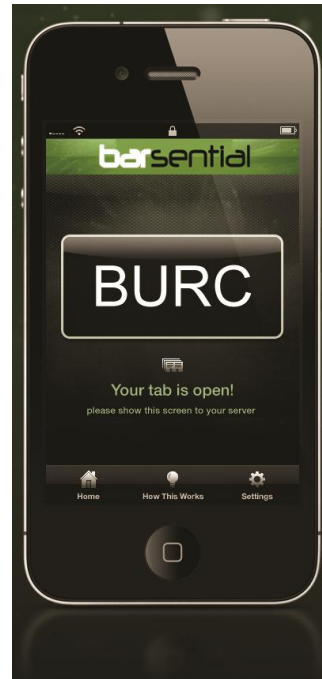 barsential
BURC
Your tab is open!
please show this screen to your server
Home How This Works Settings